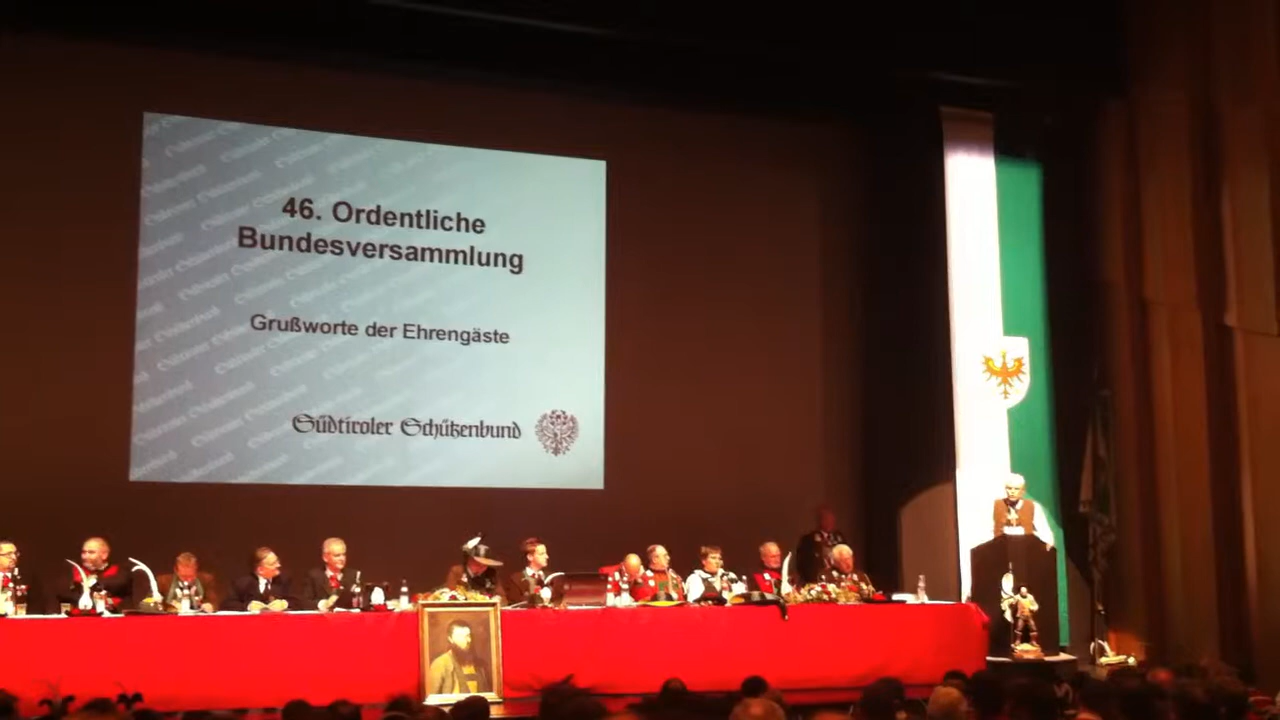 46. Ordentliche
Bundesversammlung
Grußworte der Ehrengäste
Südtiroler Schützenbund